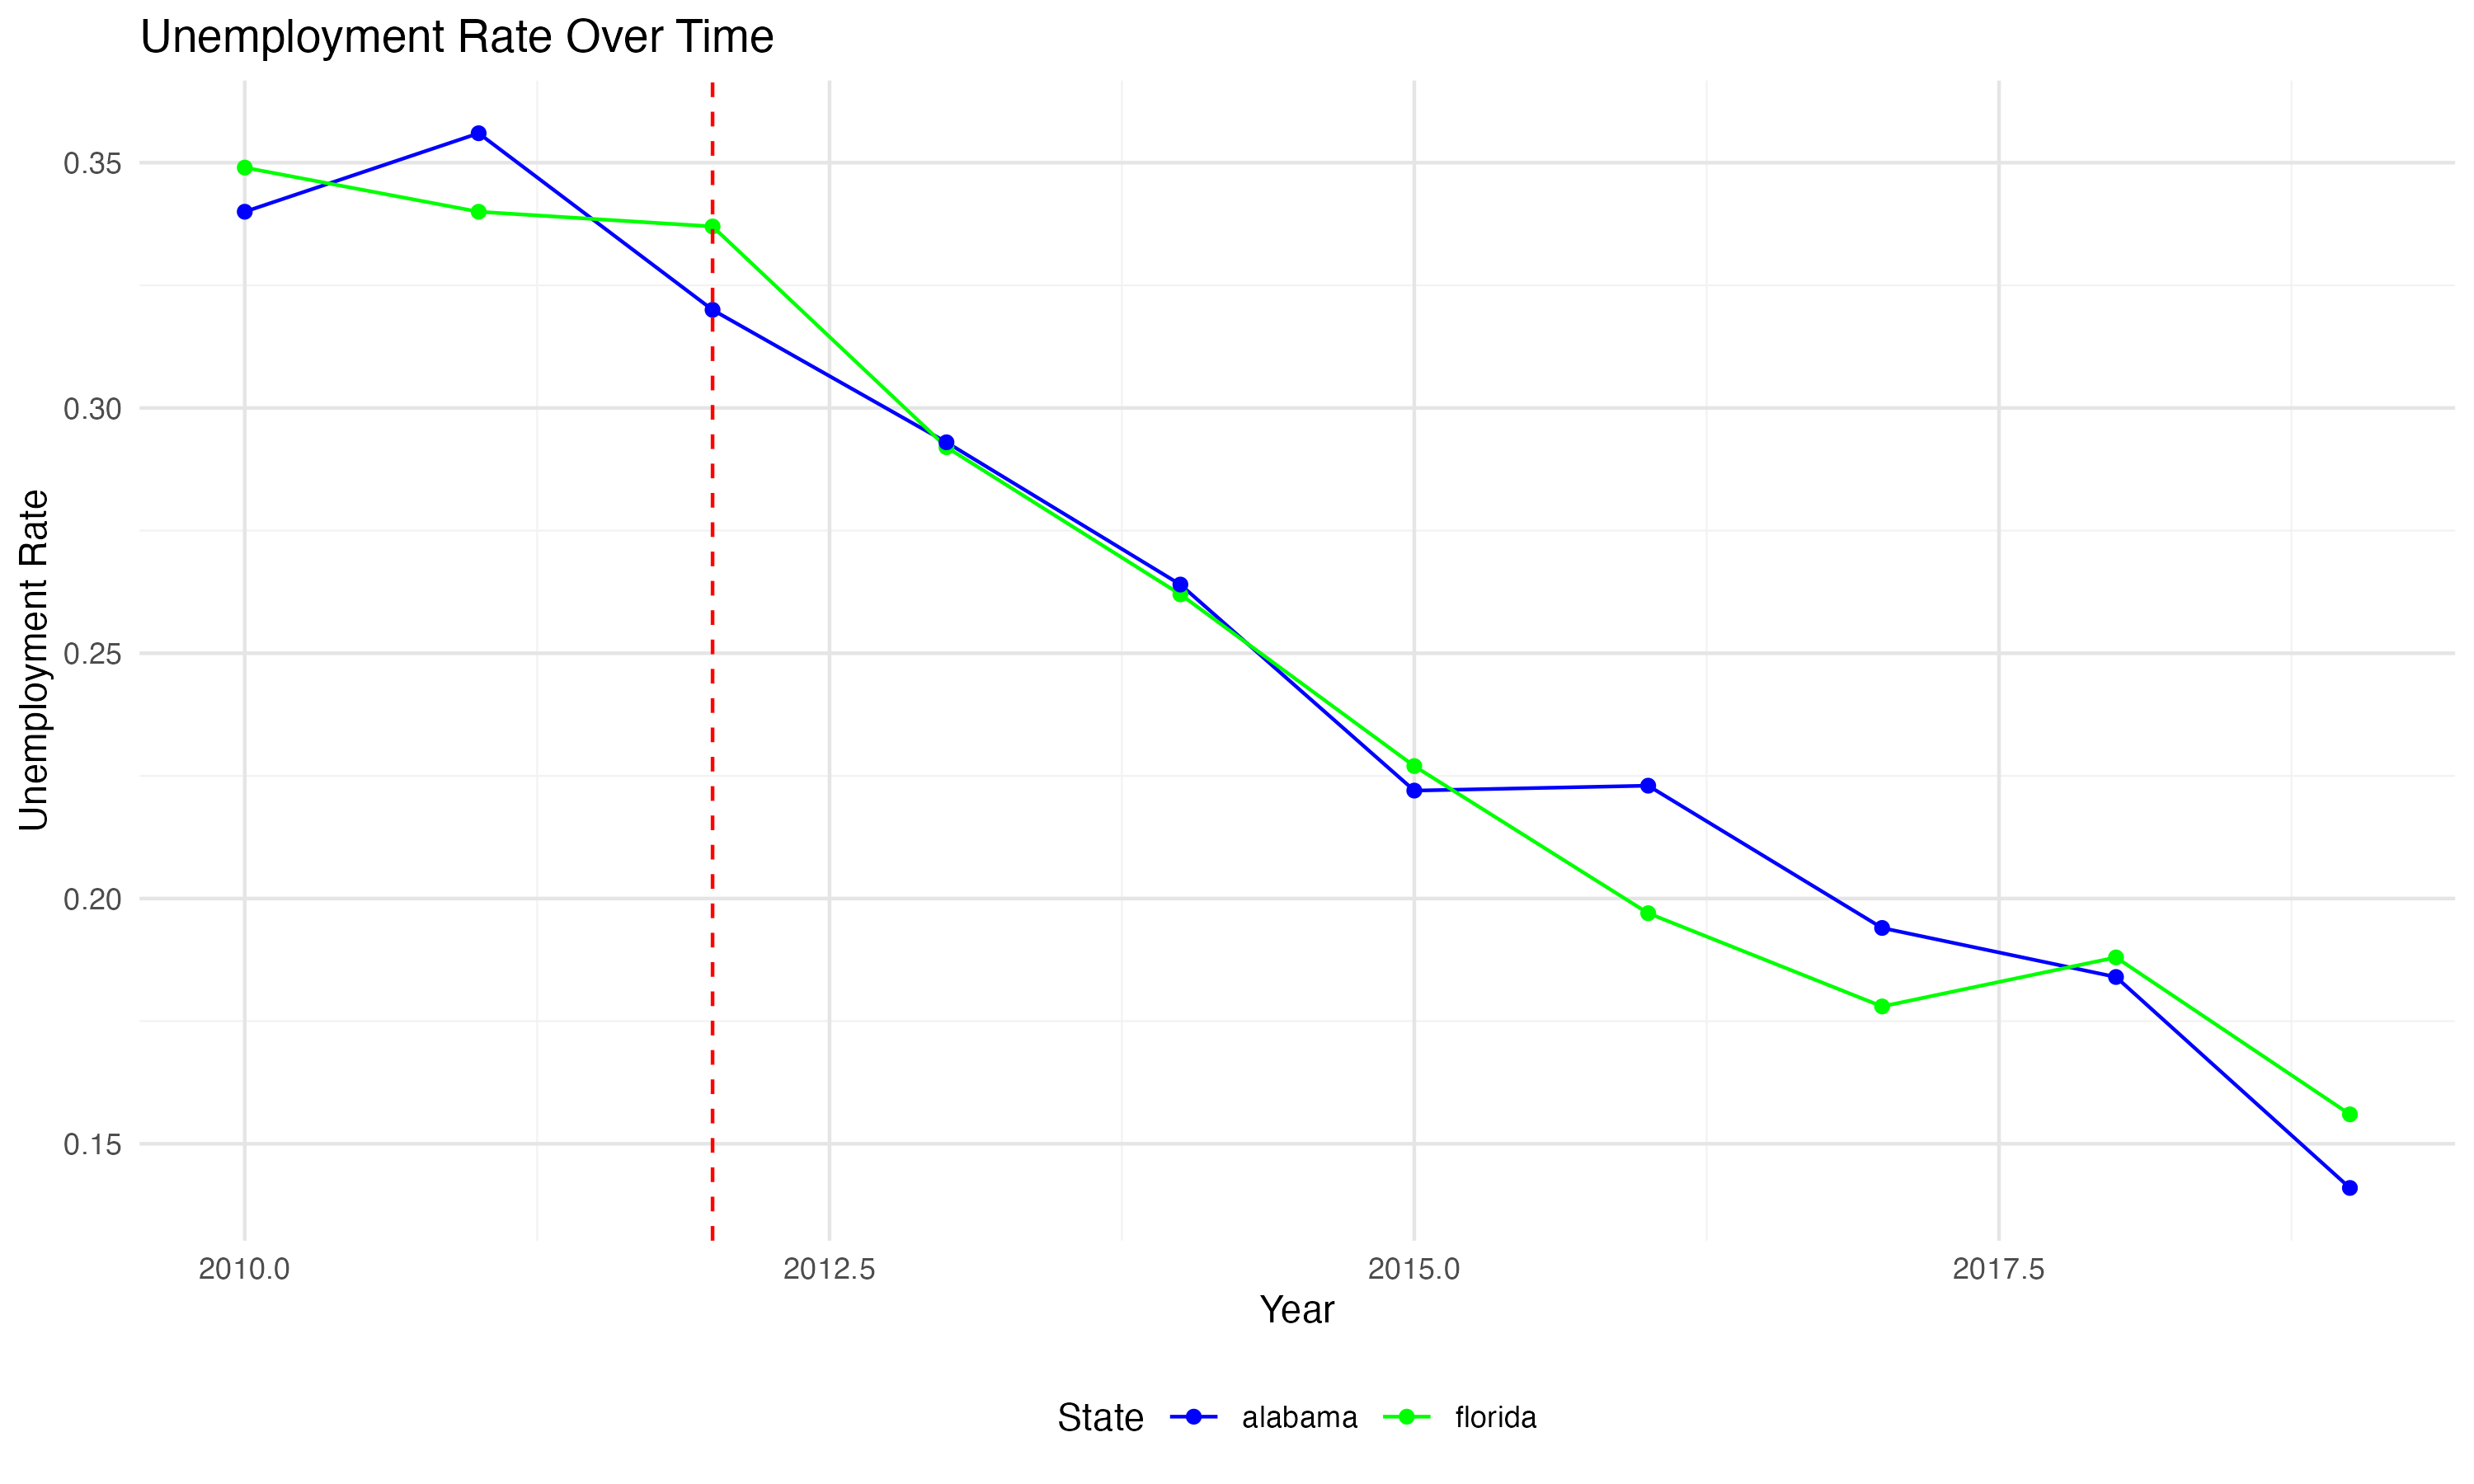 Unemployment Rate Over Time
Unemployment Rate
0.35
0.30
0.25
0.20
0.15
2010.0 2012.5 2015.0 2017.5
Year
State alabama florida